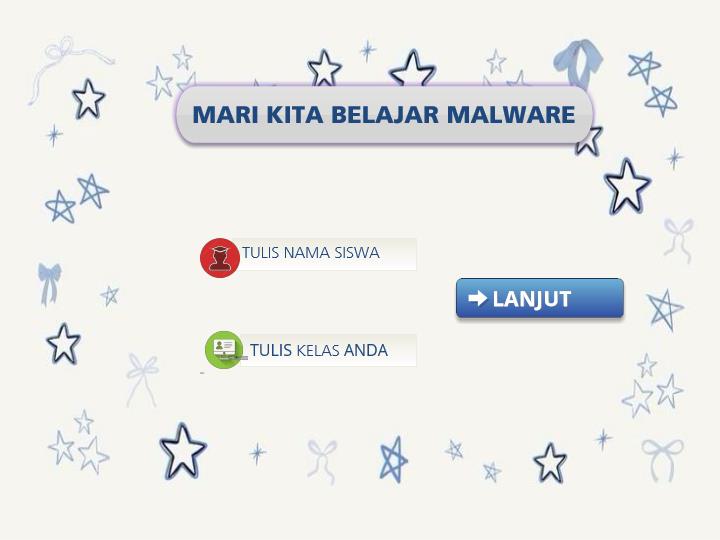 MARI KITA BELAJAR MALWARE
TULIS NAMA SISWA
LANJUT
TULIS KELAS ANDA